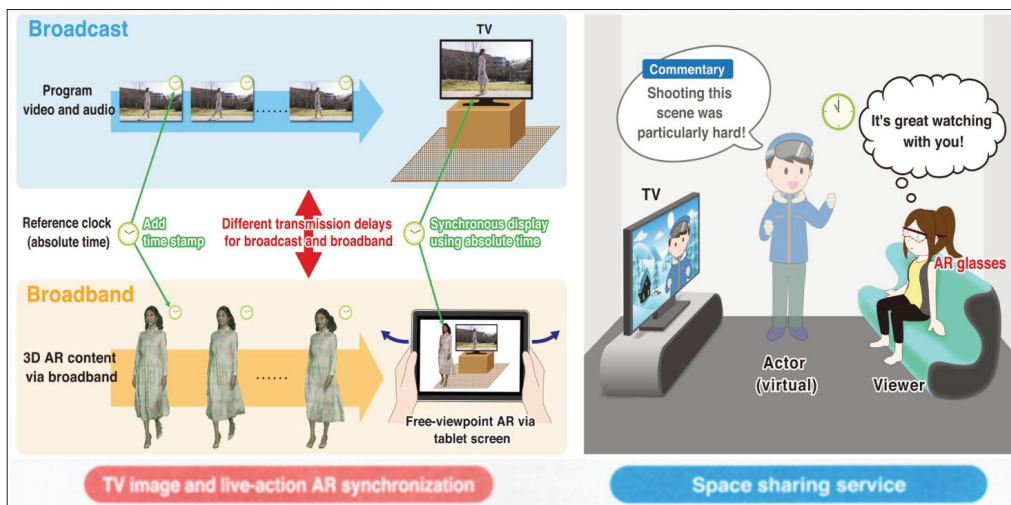 Broadcast
TV
Program
video and audio
Reference clock
(absolute time)
Add
time stamp
Different transmission delays
for broadcast and broadband
Synchronous display
using absolute time
Broadband
3D AR content
via broadband
Free-viewpoint AR via
tablet screen
TV image and live-action AR synchronization
Commentary
Shooting this
scene was
particularly hard!
It's great watching
with you!
TV
AR glasses
Actor
(virtual)
Viewer
Space sharing service